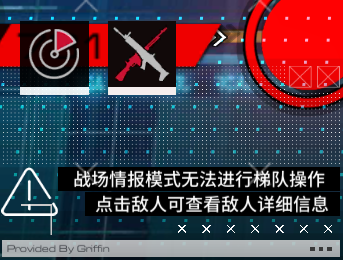 战场情报模式无法进行梯队操作
点击敌人可查看敌人详细信息
Provided By Griffin